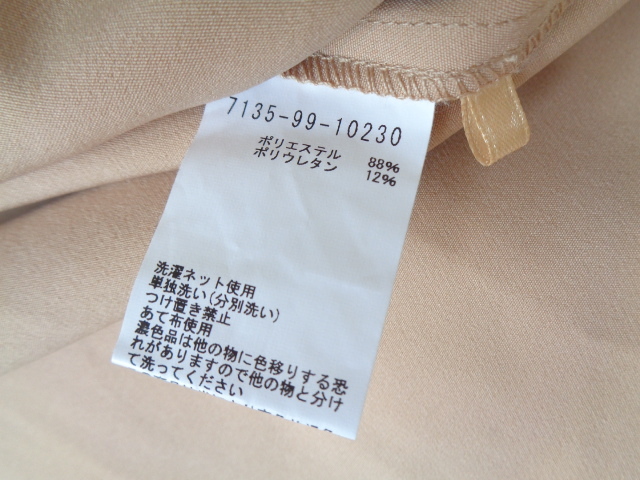 7135-99-10230
ポリエステル 88%
ポリウレタン 12%
洗濯ネット使用
単独洗い(分別洗い)
つけ置き禁止
あて布使用
濃色品は他の物に色移りする恐
れがありますので他の物と分け
て洗ってください